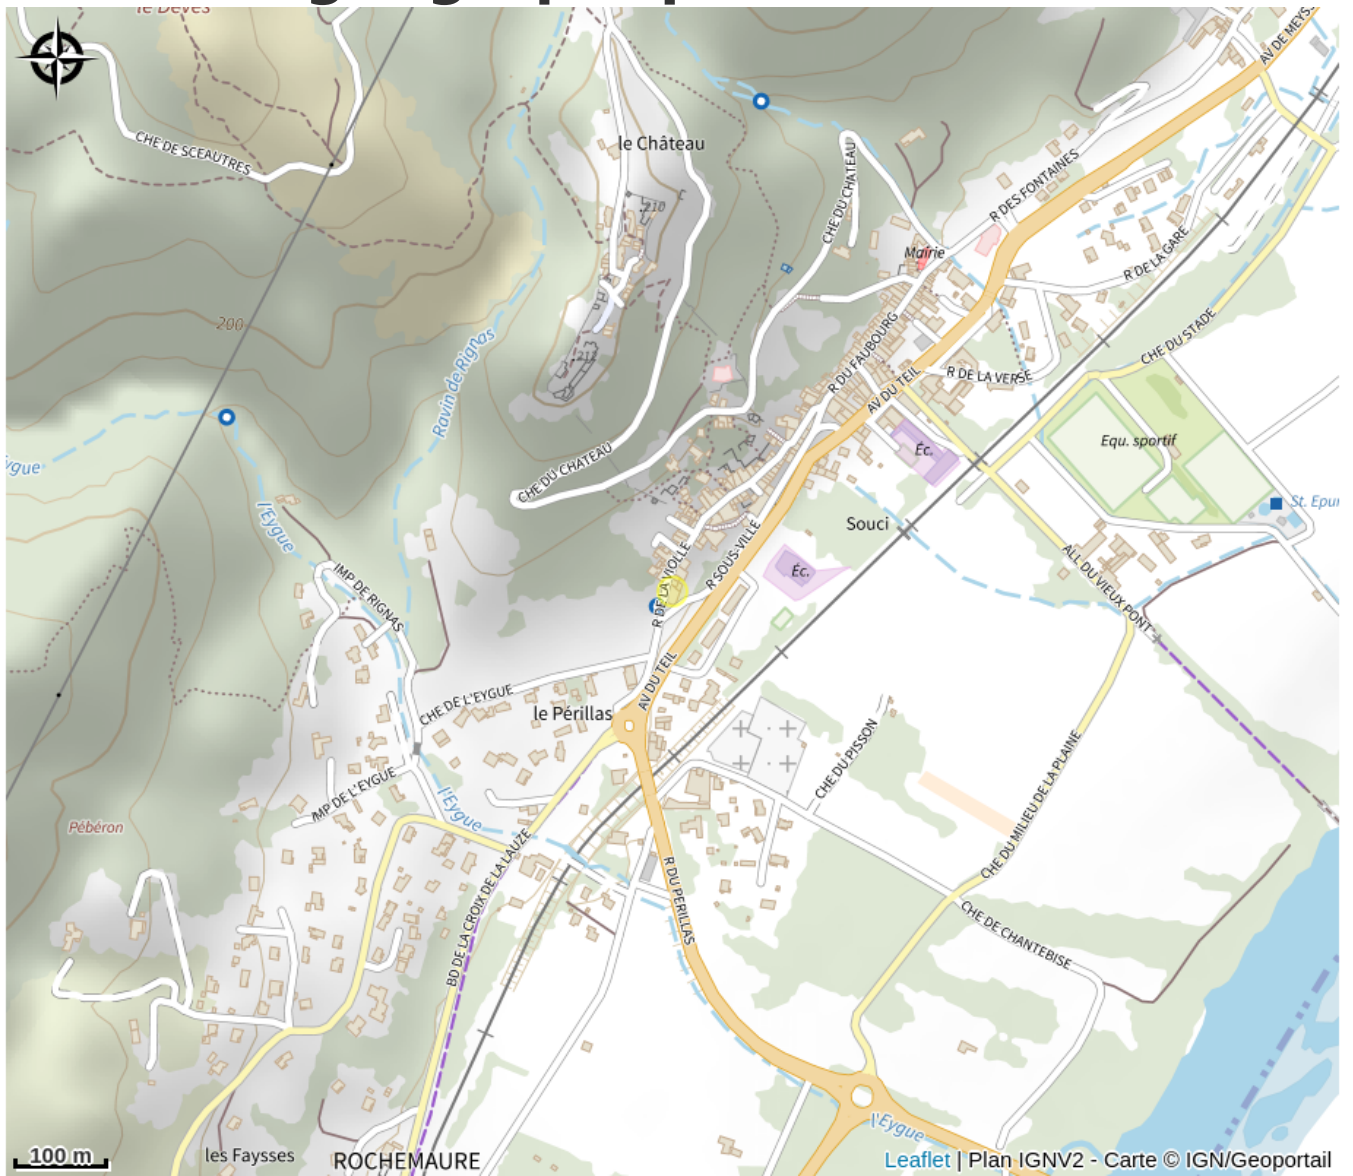 le Devès
AV DE MEYS
CHE DE SCEAUTRES
le Château
CHE DU CHATEAU
R DES FONTAINES
210
Mairie
R DE LA GARE
200
Ravin de Rignas
212
R DU FAUBOURG
CHE DU STADE
AV DU TEIL
R DE LA VERSE
Equ. sportif
Éc.
ygue
l'Eygue
CHE DU CHATEAU
St. Epur
Souci
IMP DE RIGNAS
R DE LA VIOLLE
R SOUS-VILLE
Éc.
ALL DU VIEUX PONT
CHE DE L'EYGUE
AV DU TEIL
le Périllas
CHE DU PISSON
CHE DU MILIEU DE LA PLAINE
IMP DE L'EYGUE
l'Eygue
Pébéron
BD DE LA CROIX DE LA LAUZE
R DU PERILLAS
CHE DE CHANTEBISE
l'Eygue
100 m
les Faysses
ROCHEMAURE
Leaflet | Plan IGNV2 - Carte © IGN/Geoportail